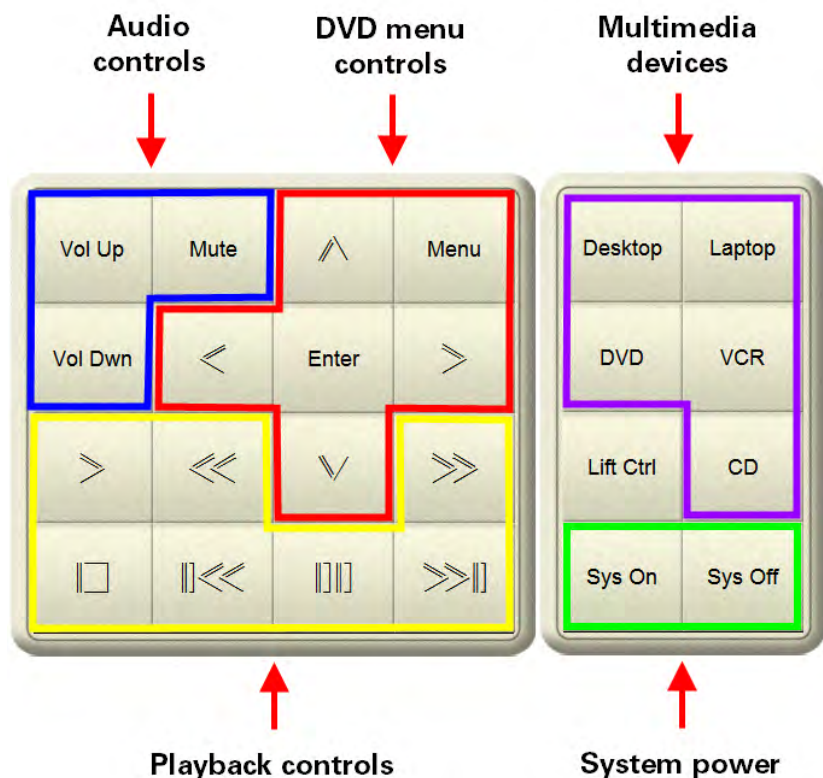 Audio
controls
DVD menu
controls
Multimedia
devices
Vol Up
Mute
Menu
Desktop
Laptop
Vol Dwn
<
Enter
>
DVD
VCR
>
<<
>>
Lift Ctrl
CD
Sys On
Sys Off
Playback controls
System power